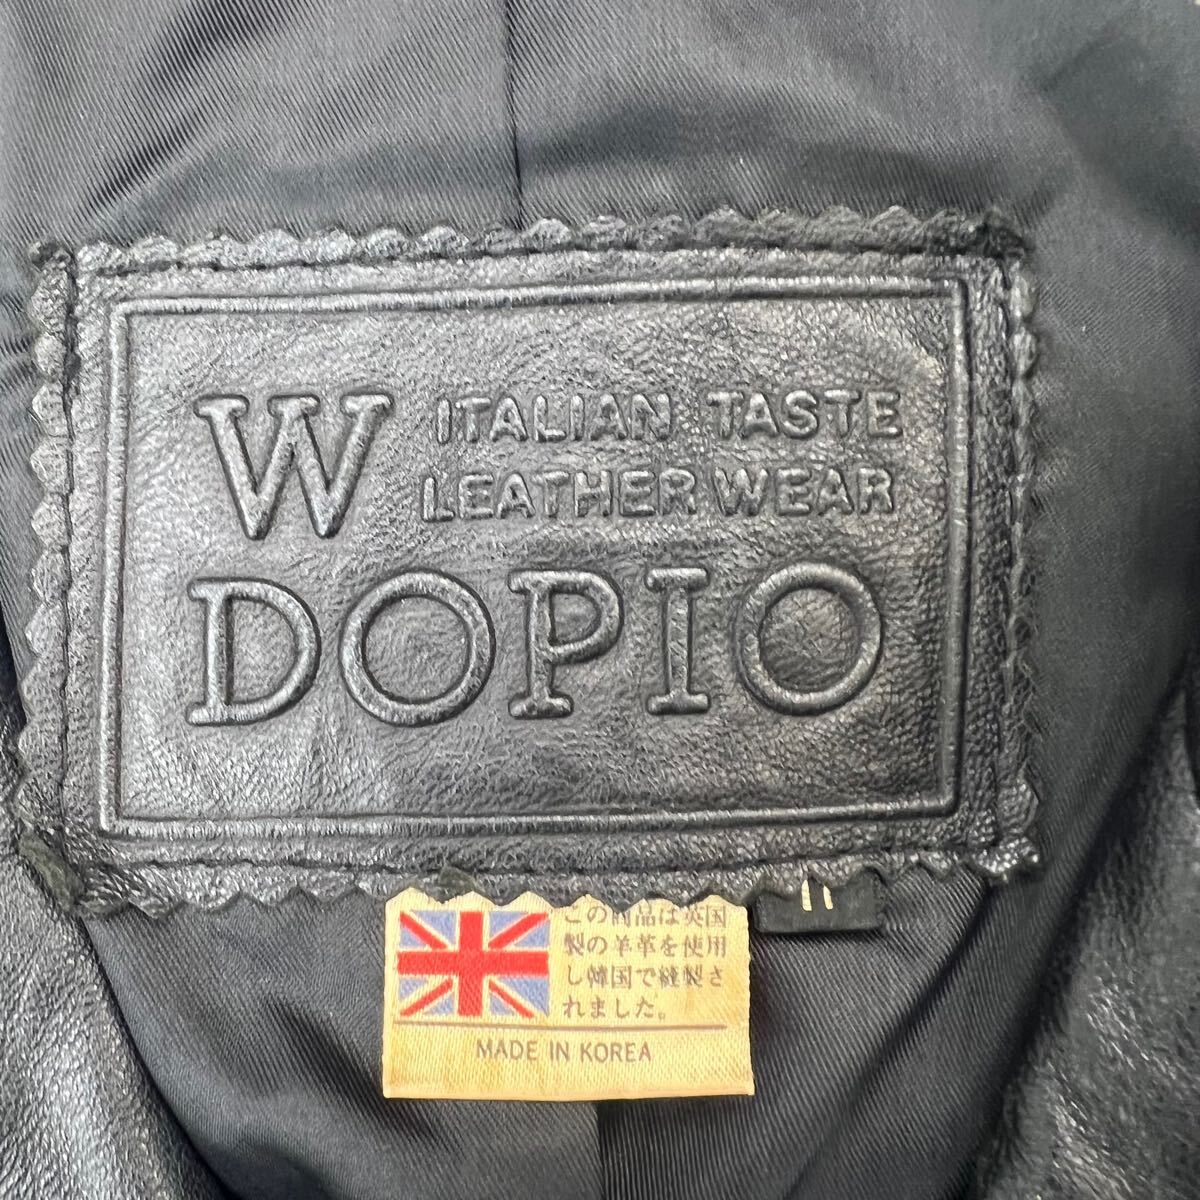 W ITALIAN TASTE
LEATHER WEAR
DOPIO
11
この商品は英国
製の羊革を使用
し韓国で縫製さ
れました。
MADE IN KOREA